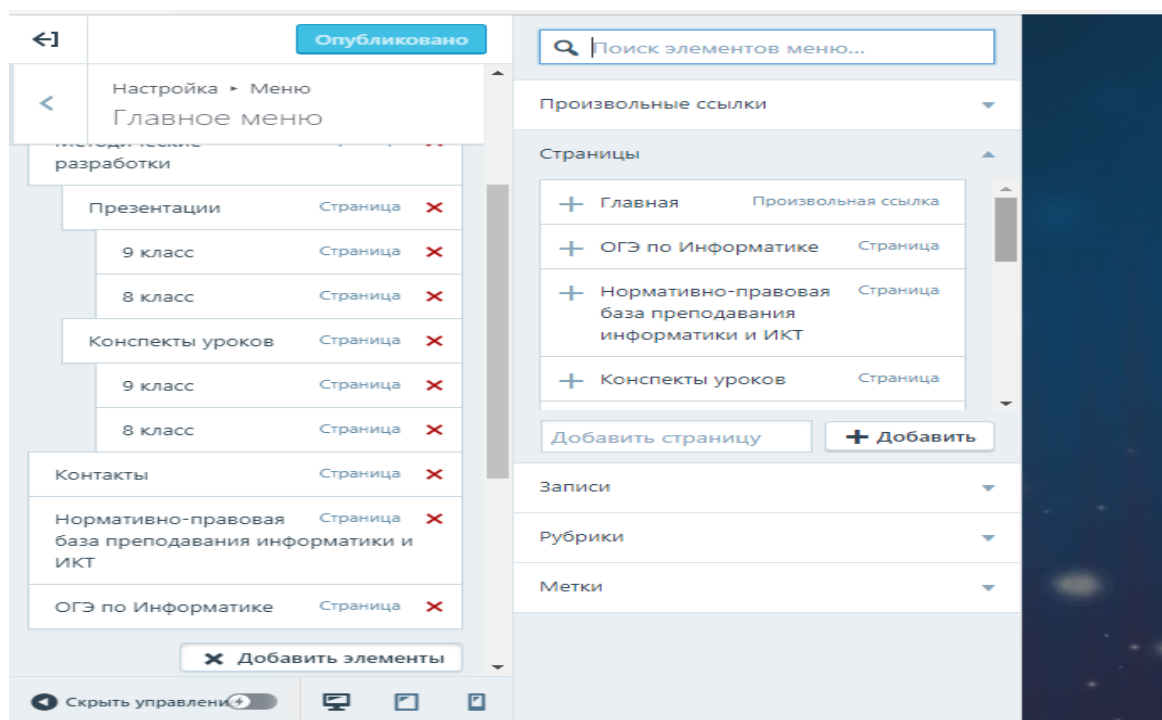 Опубликовано
Настройка ▸ Меню
Главное меню
разработки
Страница
Презентации Страница
9 класс Страница
8 класс Страница
Конспекты уроков Страница
9 класс Страница
8 класс Страница
Контакты Страница
Нормативно-правовая Страница
база преподавания информатики и
ИКТ
ОГЭ по Информатике Страница
Добавить элементы
Скрыть управлени
Поиск элементов меню...
Произвольные ссылки
Страницы
Главная Произвольная ссылка
ОГЭ по Информатике Страница
Нормативно-правовая Страница
база преподавания
информатики и ИКТ
Конспекты уроков Страница
Добавить страницу
Добавить
Записи
Рубрики
Метки